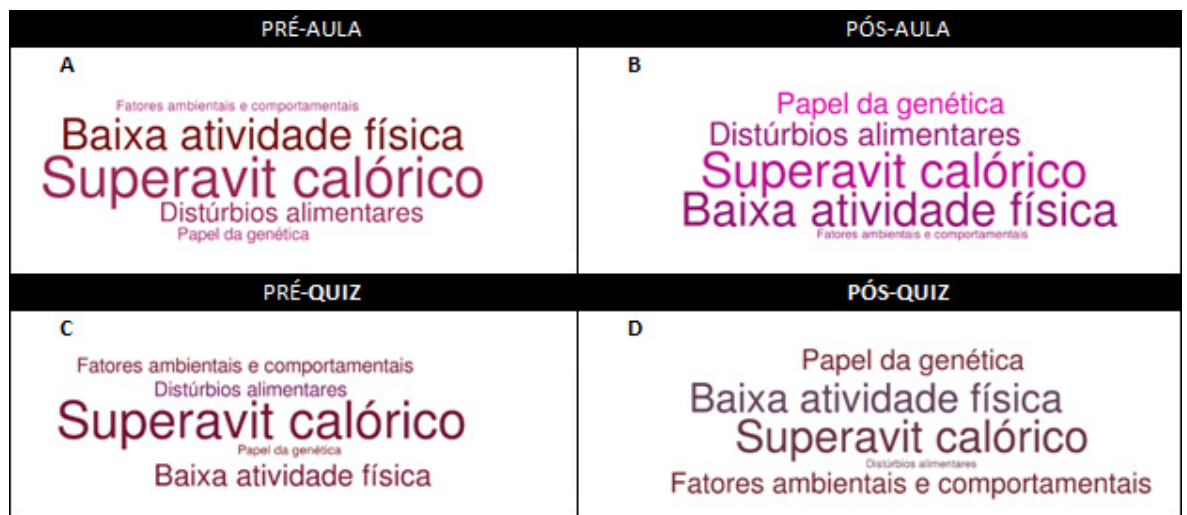 PRÉ-AULA
PÓS-AULA
A
Fatores ambientais e comportamentais
Baixa atividade física
Superavit calórico
Distúrbios alimentares
Papel da genética
B
Papel da genética
Distúrbios alimentares
Superavit calórico
Baixa atividade física
Fatores ambientais e comportamentais
PRÉ-QUIZ
PÓS-QUIZ
C
Fatores ambientais e comportamentais
Distúrbios alimentares
Superavit calórico
Papel da genética
Baixa atividade física
D
Papel da genética
Baixa atividade física
Superavit calórico
Distúrbios alimentares
Fatores ambientais e comportamentais